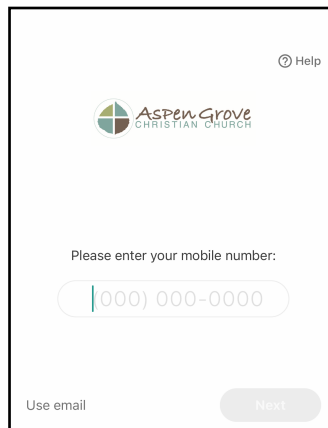 Help
Aspen Grove
CHRISTIAN CHURCH
Please enter your mobile number:
(000) 000-0000
Use email
Next